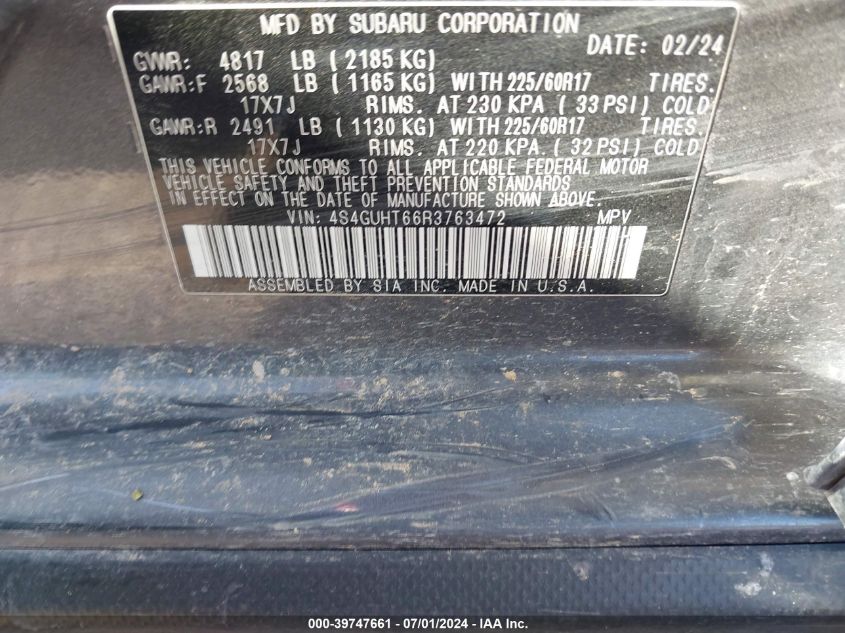 MFD BY SUBARU CORPORATION
DATE: 02/24
GVWR: 4817 LB ( 2185 KG)
GAWR:F 2568 LB ( 1165 KG) WITH 225/60R17 TIRES.
17X7J RIMS. AT 230 KPA ( 33 PSI) COLD
GAWR:R 2491 LB ( 1130 KG) WITH 225/60R17 TIRES.
17X7J RIMS. AT 220 KPA. ( 32 PSI) COLD
THIS VEHICLE CONFORMS TO ALL APPLICABLE FEDERAL MOTOR
VEHICLE SAFETY AND THEFT PREVENTION STANDARDS
IN EFFECT ON THE DATE OF MANUFACTURE SHOWN ABOVE.
VIN: 4S4GUHT66R3763472 MPV
ASSEMBLED BY SIA INC. MADE IN U.S.A.
000-39747661 - 07/01/2024 - IAA Inc.